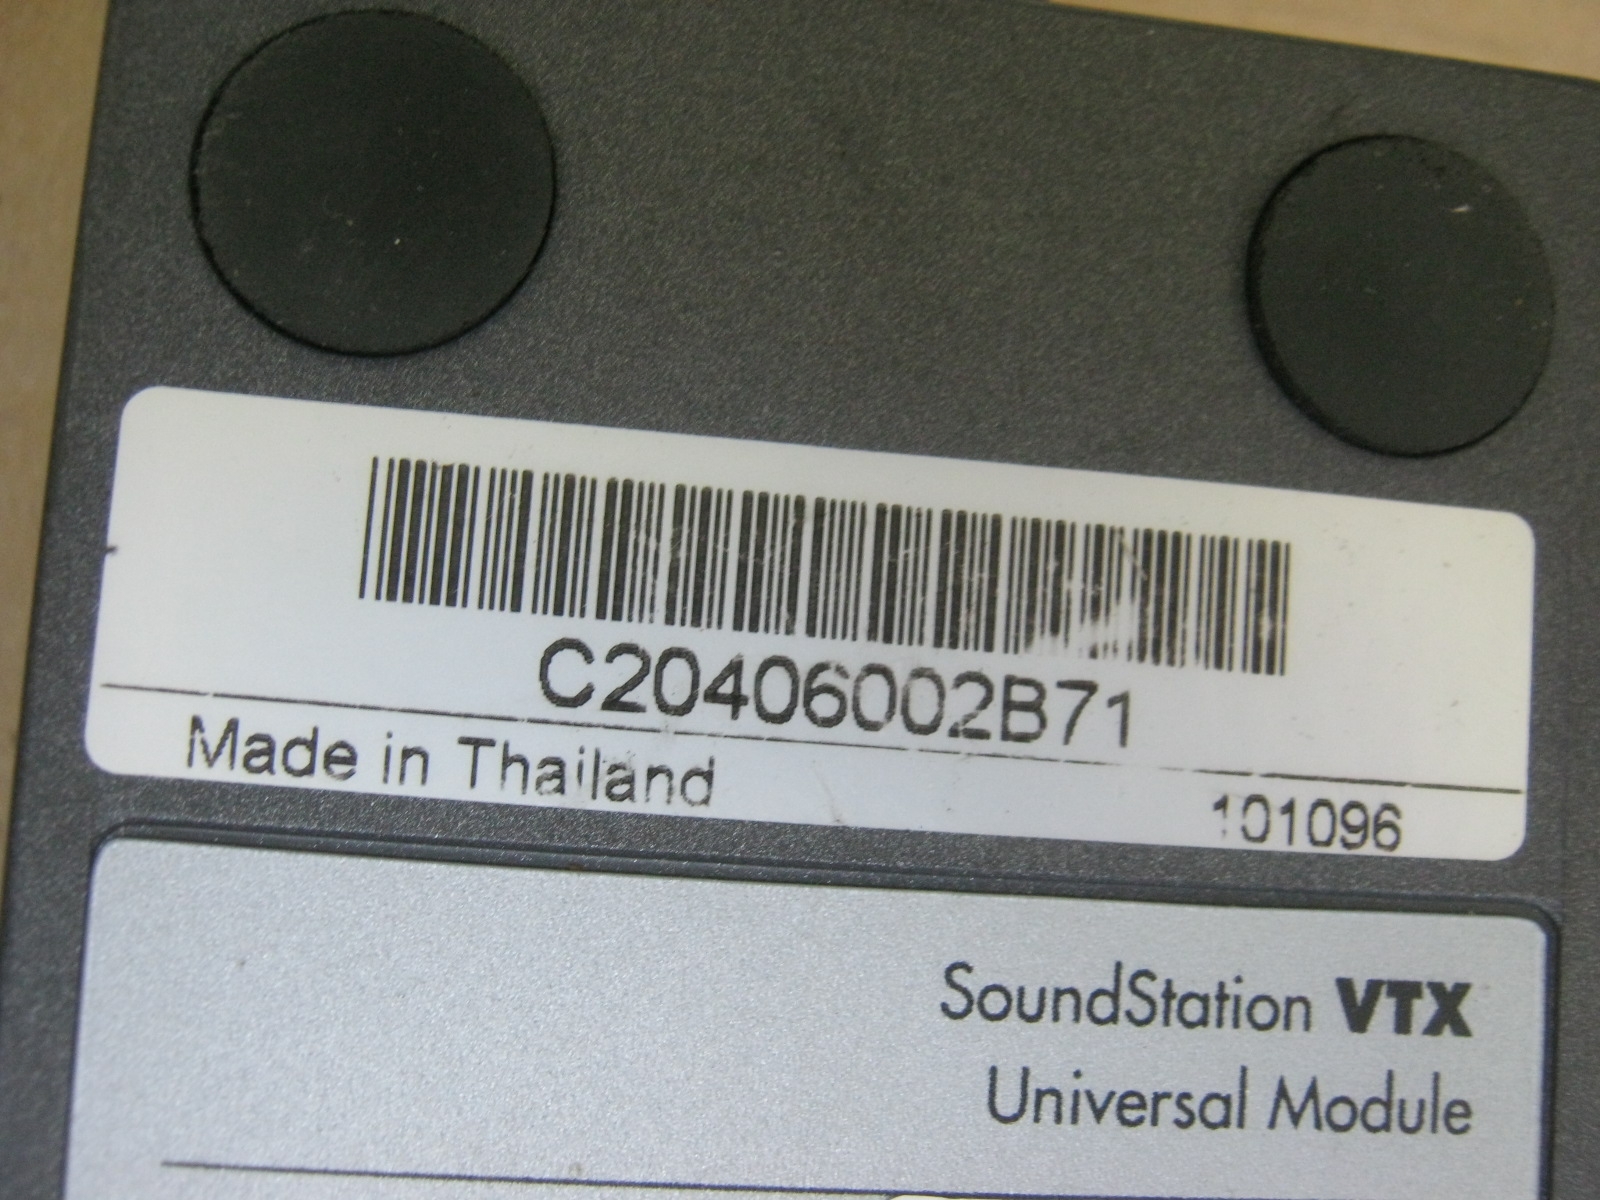 C20406002B71
Made in Thailand
101096
SoundStation VTX
Universal Module